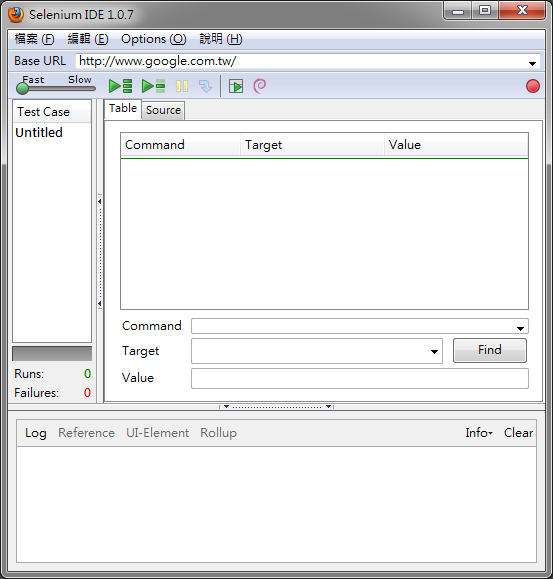 Selenium IDE 1.0.7
檔案 (F) 編輯 (E) Options (O) 說明 (H)
Base URL http://www.google.com.tw/
Fast Slow
Test Case
Untitled
Table Source
Command Target Value
Command
Target Find
Value
Runs: 0
Failures: 0
Log Reference UI-Element Rollup Info Clear